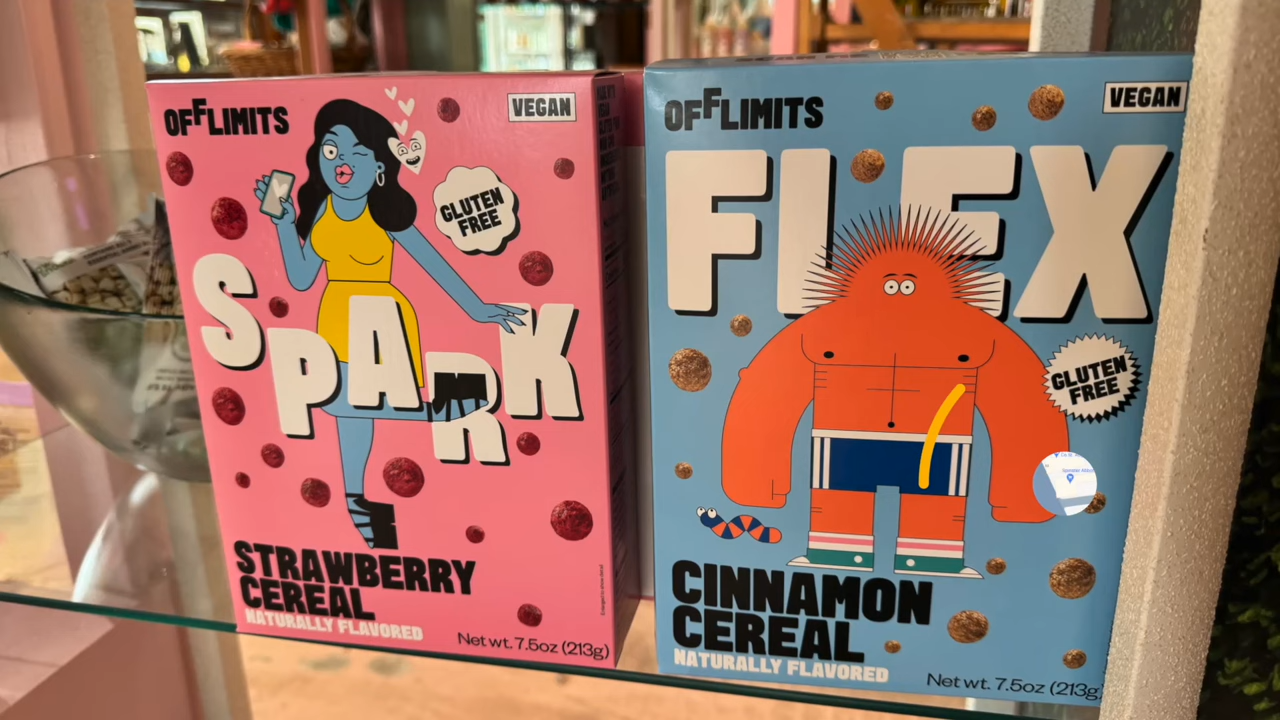 OFFLIMITS
VEGAN
GLUTEN
FREE
SPARK
STRAWBERRY
CEREAL
NATURALLY FLAVORED
Net wt. 7.5oz (213g)
OFFLIMITS
VEGAN
FLEX
GLUTEN
FREE
CINNAMON
CEREAL
NATURALLY FLAVORED
Net wt. 7.5oz (213g)